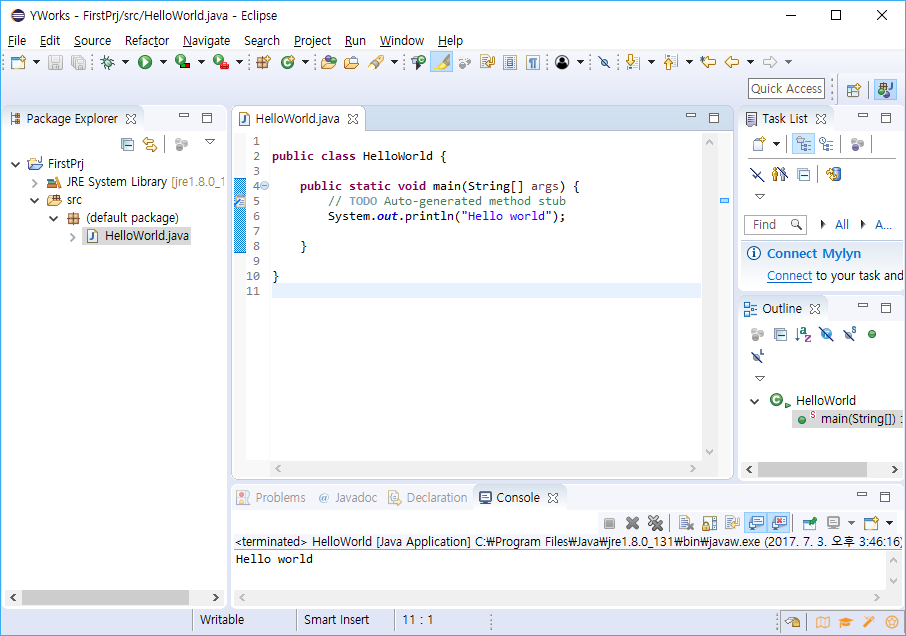 YWorks - FirstPrj/src/HelloWorld.java - Eclipse
File Edit Source Refactor Navigate Search Project Run Window Help
Quick Access
Package Explorer
FirstPrj
JRE System Library [jre1.8.0_1
src
(default package)
HelloWorld.java
HelloWorld.java
1
2 public class HelloWorld {
3
4 public static void main(String[] args) {
5 // TODO Auto-generated method stub
6 System.out.println("Hello world");
7
8 }
9
10 }
11
Task List
Find All A...
Connect Mylyn
Connect to your task and
Outline
HelloWorld
main(String[]) :
Problems @ Javadoc Declaration Console
<terminated> HelloWorld [Java Application] C:₩Program Files₩Java₩jre1.8.0_131₩bin₩javaw.exe (2017. 7. 3. 오후 3:46:16)
Hello world
Writable Smart Insert 11 : 1